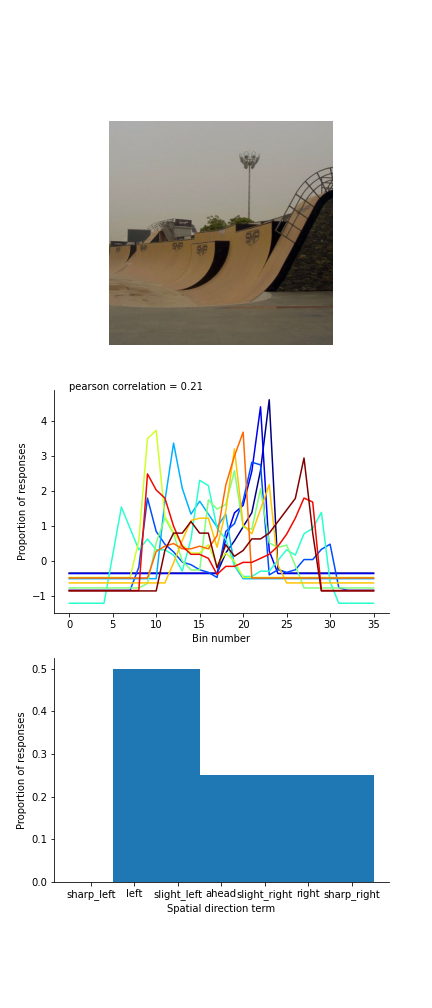 pearson correlation = 0.21
4
3
2
1
0
−1
Proportion of responses
0 5 10 15 20 25 30 35
Bin number
0.5
0.4
0.3
0.2
0.1
0.0
Proportion of responses
sharp_left left slight_left ahead slight_right right sharp_right
Spatial direction term